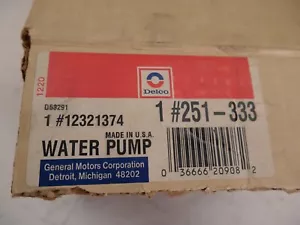 Delco
1220
D58291
1 #12321374
1 #251-333
MADE IN U.S.A.
WATER PUMP
General Motors Corporation
Detroit, Michigan 48202
0 36666 20908 2